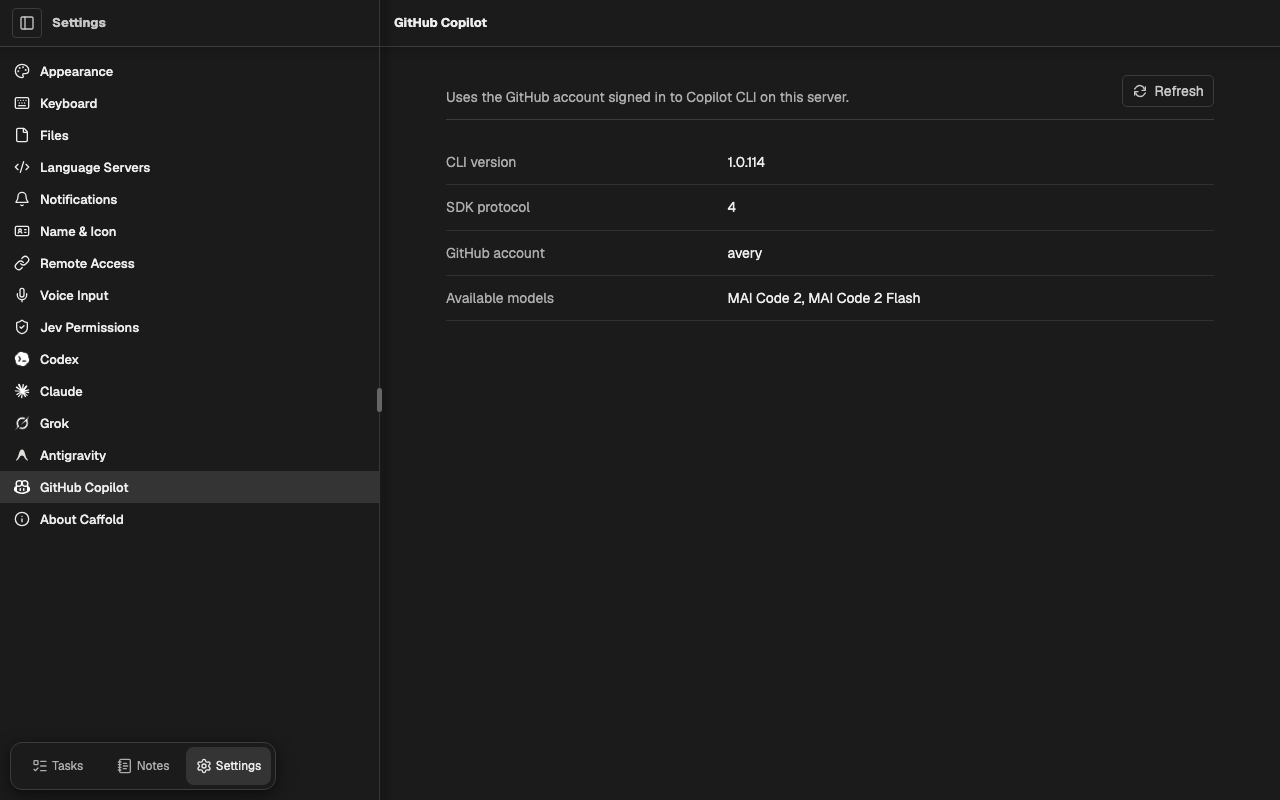 Settings
GitHub Copilot
Appearance
Keyboard
Files
Language Servers
Notifications
Name & Icon
Remote Access
Voice Input
Jev Permissions
Codex
Claude
Grok
Antigravity
GitHub Copilot
About Caffold
Uses the GitHub account signed in to Copilot CLI on this server.
Refresh
CLI version 1.0.114
SDK protocol 4
GitHub account avery
Available models MAI Code 2, MAI Code 2 Flash
Tasks Notes Settings